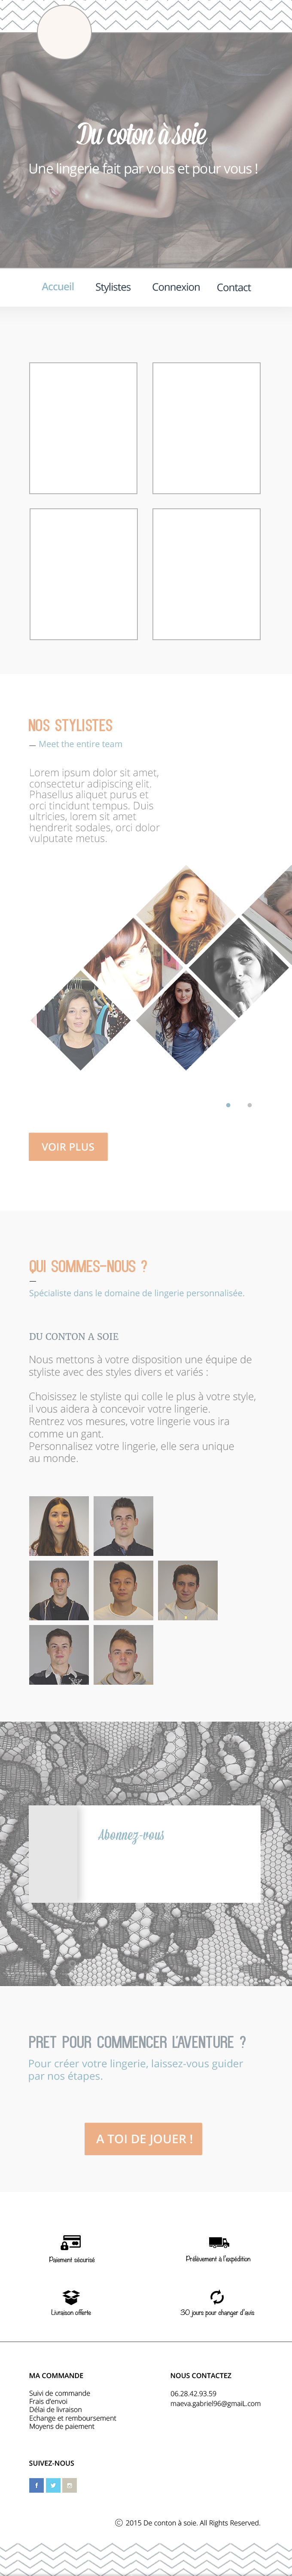 Du coton à soie
Une lingerie fait par vous et pour vous !
Accueil Stylistes Connexion Contact
NOS STYLISTES
— Meet the entire team
Lorem ipsum dolor sit amet,
consectetur adipiscing elit.
Phasellus aliquet purus et
orci tincidunt tempus. Duis
ultricies, lorem sit amet
hendrerit sodales, orci dolor
vulputate metus.
VOIR PLUS
QUI SOMMES-NOUS ?
Spécialiste dans le domaine de lingerie personnalisée.
DU CONTON A SOIE
Nous mettons à votre disposition une équipe de
styliste avec des styles divers et variés :
Choisissez le styliste qui colle le plus à votre style,
il vous aidera à concevoir votre lingerie.
Rentrez vos mesures, votre lingerie vous ira
comme un gant.
Personnalisez votre lingerie, elle sera unique
au monde.
Abonnez-vous
PRET POUR COMMENCER L'AVENTURE ?
Pour créer votre lingerie, laissez-vous guider
par nos étapes.
A TOI DE JOUER !
Paiement sécurisé
Prélèvement à l'expédition
Livraison offerte
30 jours pour changer d'avis
MA COMMANDE
Suivi de commande
Frais d'envoi
Délai de livraison
Echange et remboursement
Moyens de paiement
NOUS CONTACTEZ
06.28.42.93.59
maeva.gabriel96@gmaiL.com
SUIVEZ-NOUS
© 2015 De conton à soie. All Rights Reserved.